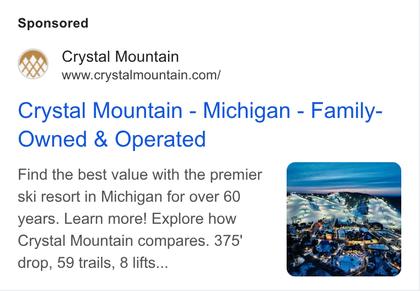 Sponsored
Crystal Mountain
www.crystalmountain.com/
Crystal Mountain - Michigan - Family-
Owned & Operated
Find the best value with the premier
ski resort in Michigan for over 60
years. Learn more! Explore how
Crystal Mountain compares. 375'
drop, 59 trails, 8 lifts...